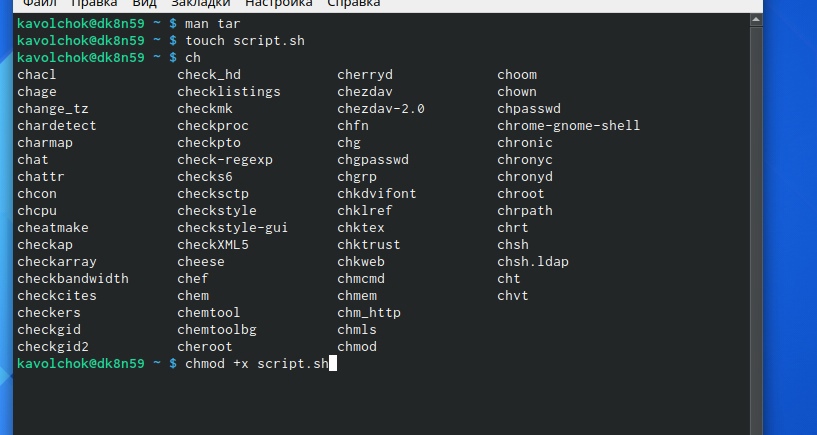 Файл Правка Вид Закладки Настройка Справка
kavolchok@dk8n59 ~ $ man tar
kavolchok@dk8n59 ~ $ touch script.sh
kavolchok@dk8n59 ~ $ ch
chacl check_hd cherryd choom
chage checklistings chezdav chown
change_tz checkmk chezdav-2.0 chpasswd
chardetect checkproc chfn chrome-gnome-shell
charmap checkpto chg chronic
chat check-regexp chgpasswd chronyc
chattr checks6 chgrp chronyd
chcon checksctp chkdvifont chroot
chcpu checkstyle chklref chrpath
cheatmake checkstyle-gui chktex chrt
checkap checkXML5 chktrust chsh
checkarray cheese chkweb chsh.ldap
checkbandwidth chef chmcmd cht
checkcites chem chmem chvt
checkers chemtool chm_http
checkgid chemtoolbg chmls
checkgid2 cheroot chmod
kavolchok@dk8n59 ~ $ chmod +x script.sh